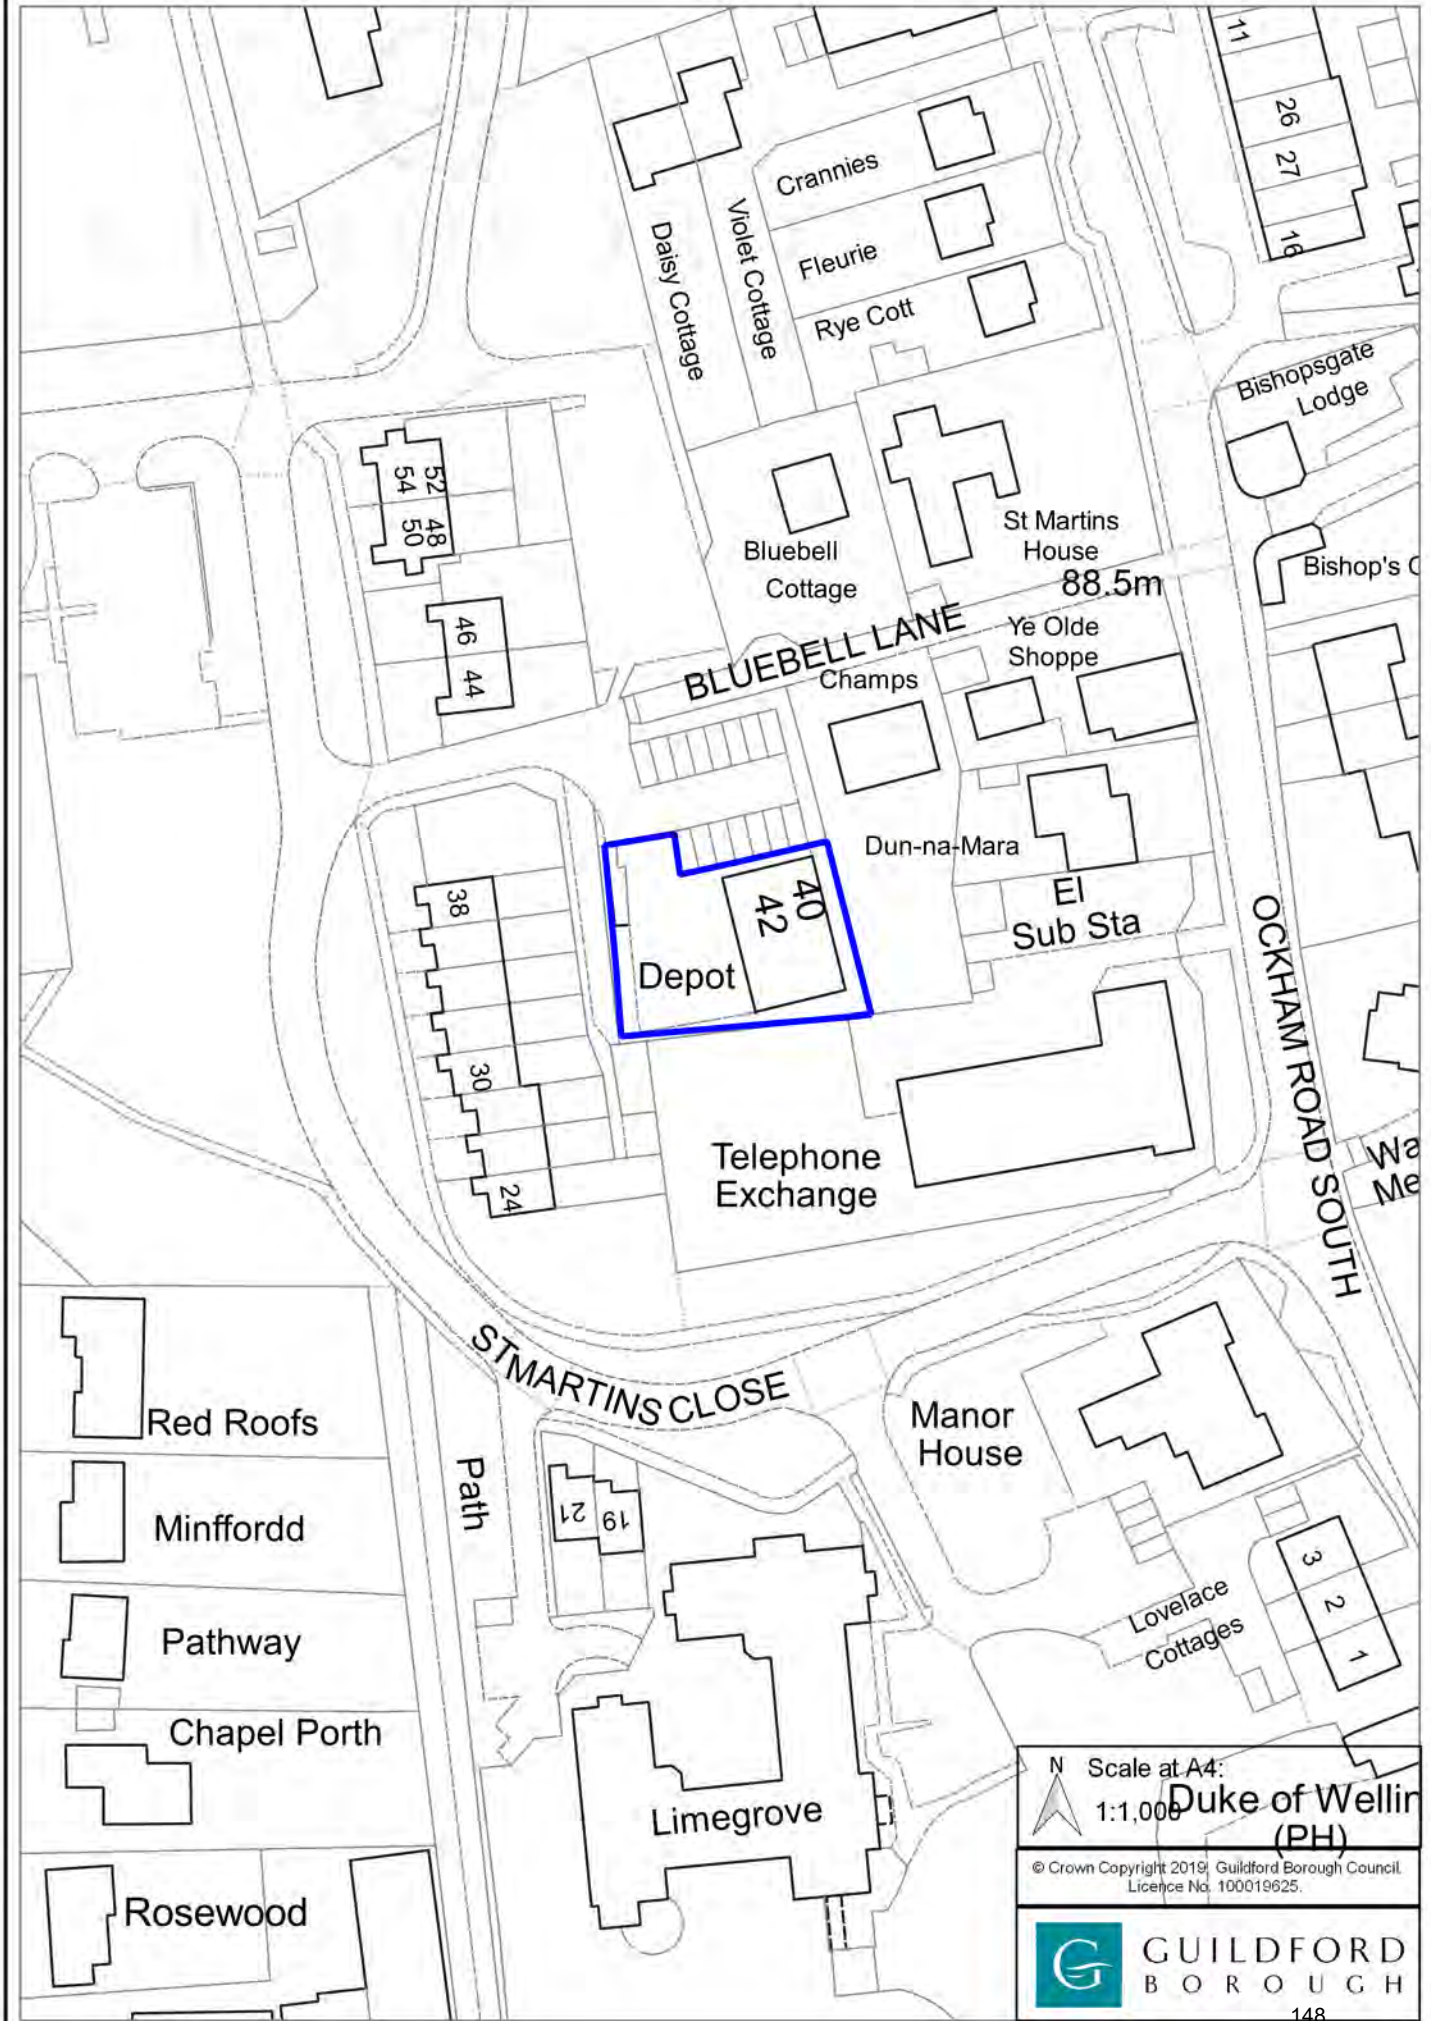 11
26
27
16
Crannies
Violet Cottage
Daisy Cottage
Fleurie
Rye Cott
Bishopsgate
Lodge
52
54
48
50
St Martins
House
Bluebell
Cottage
88.5m
Bishop's
46
44
BLUEBELL LANE
Ye Olde
Shoppe
Champs
Dun-na-Mara
38
40
42
El
Sub Sta
Depot
OCKHAM ROAD SOUTH
30
24
Telephone
Exchange
Wa
Me
ST MARTINS CLOSE
Red Roofs
Manor
House
Path
21
19
Minffordd
3
2
1
Lovelace
Cottages
Pathway
Chapel Porth
Limegrove
Rosewood
N
Scale at A4:
1:1,000
Duke of Wellin
(PH)
© Crown Copyright 2019, Guildford Borough Council.
Licence No. 100019625.
G
GUILDFORD
BOROUGH
148